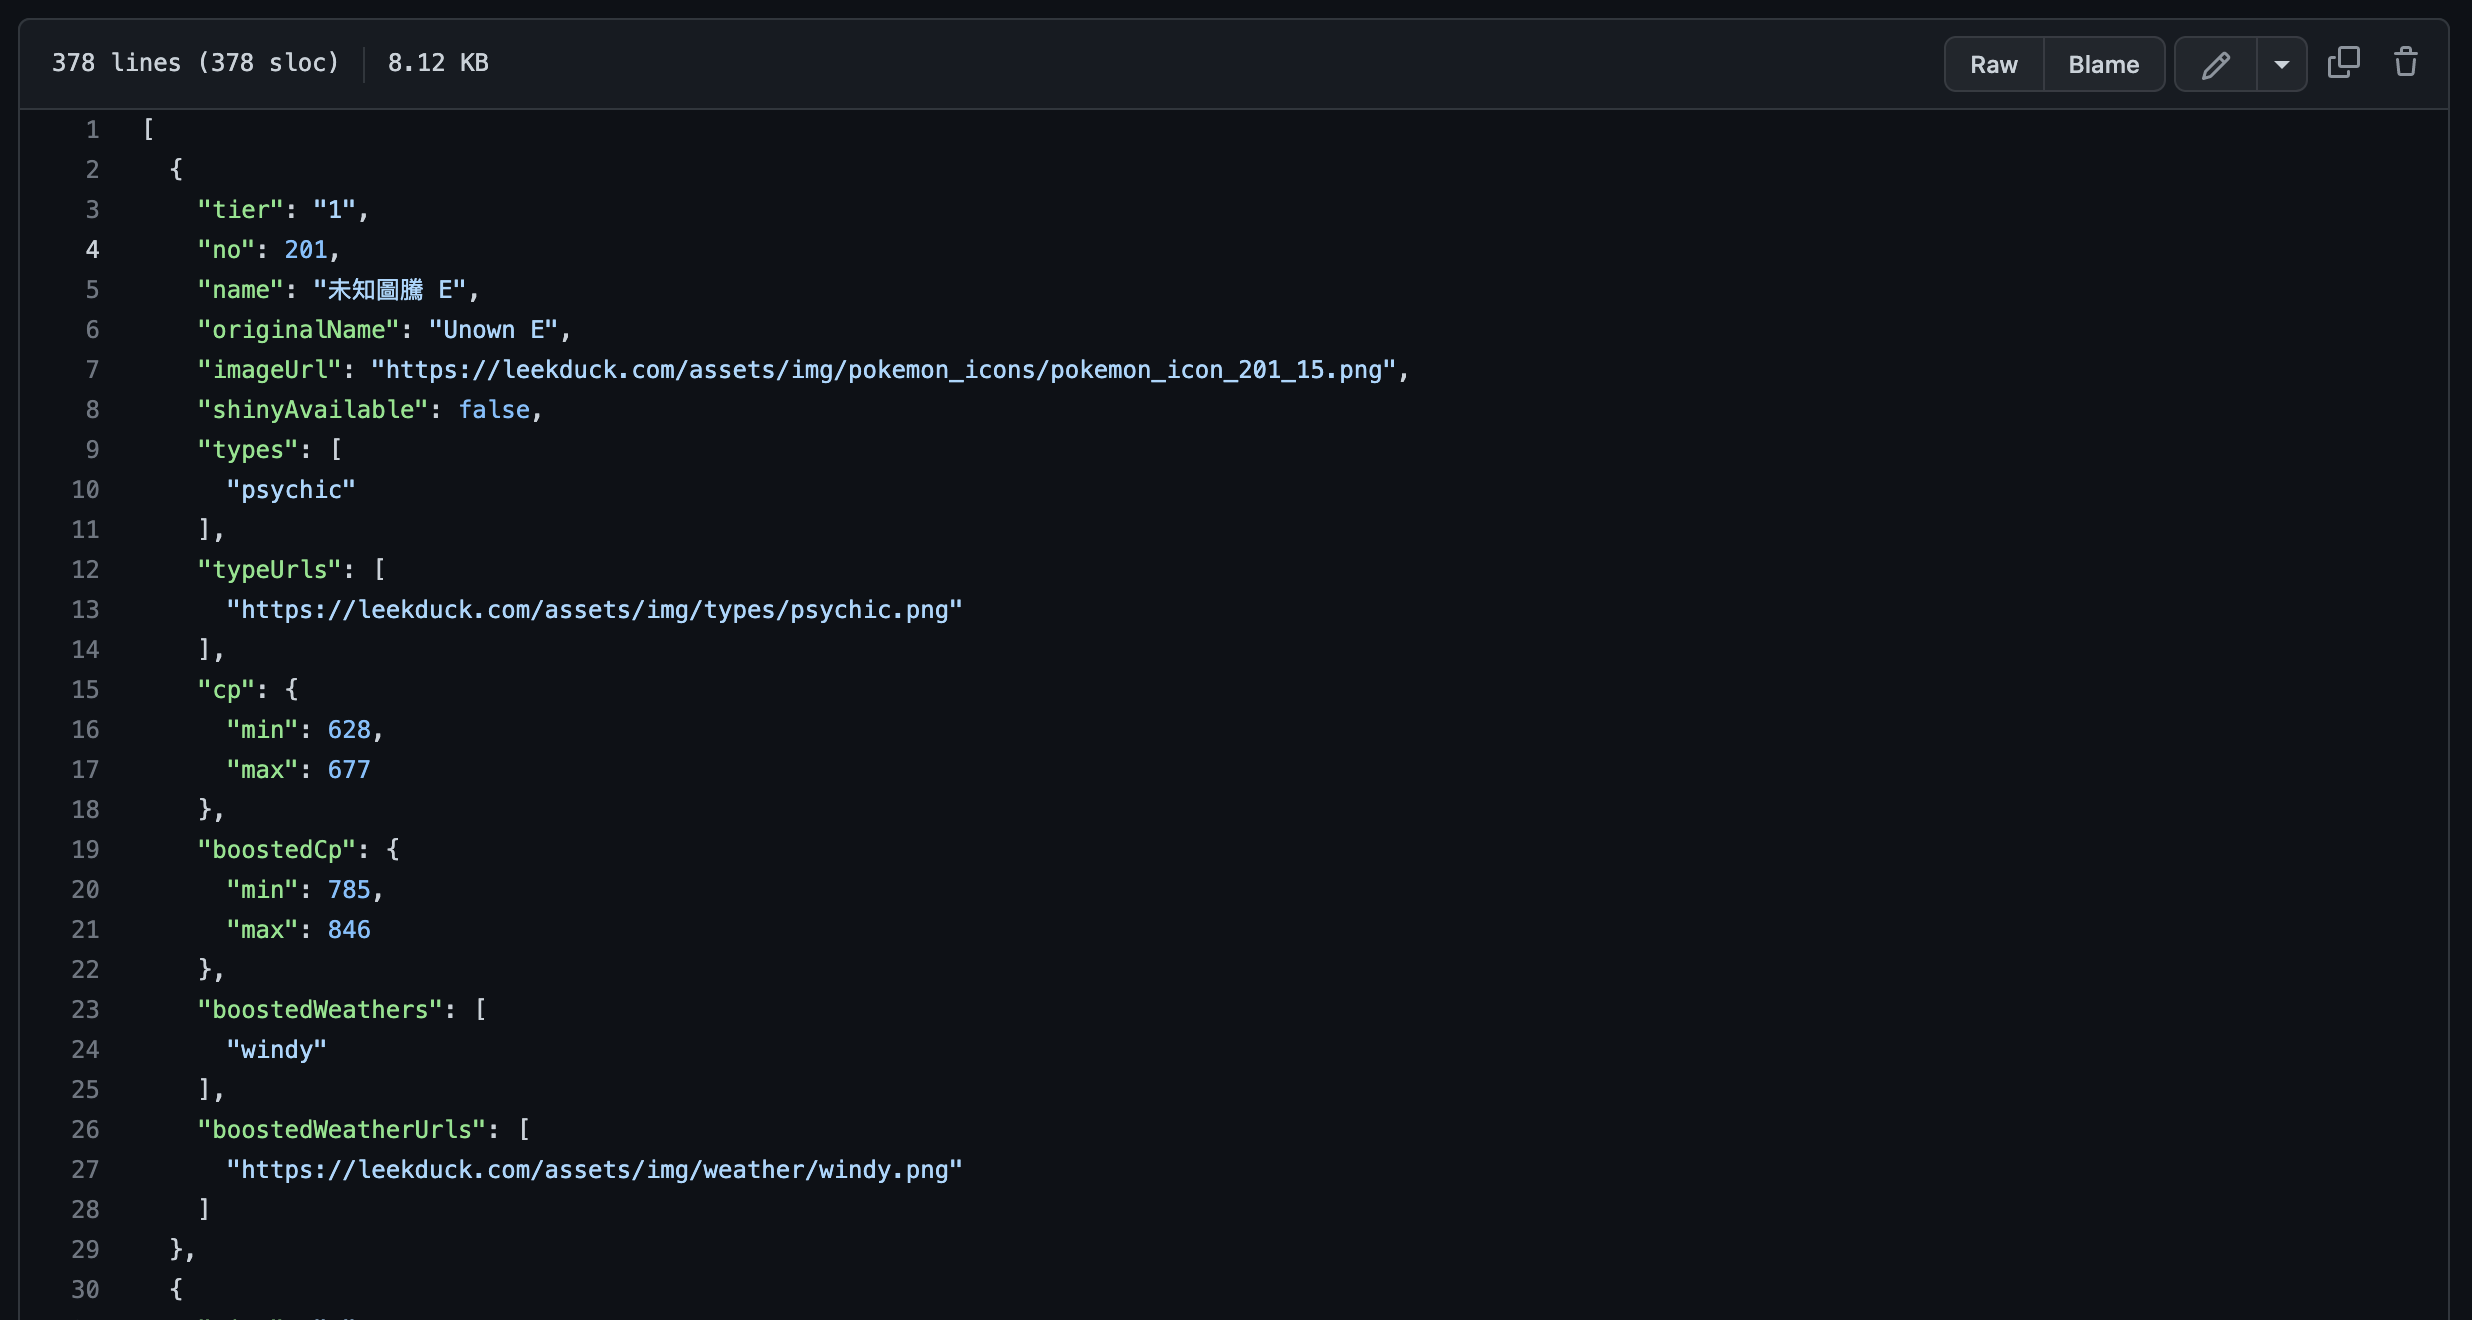 378 lines (378 sloc) 8.12 KB Raw Blame
1 [
2 {
3 "tier": "1",
4 "no": 201,
5 "name": "未知圖騰 E",
6 "originalName": "Unown E",
7 "imageUrl": "https://leekduck.com/assets/img/pokemon_icons/pokemon_icon_201_15.png",
8 "shinyAvailable": false,
9 "types": [
10 "psychic"
11 ],
12 "typeUrls": [
13 "https://leekduck.com/assets/img/types/psychic.png"
14 ],
15 "cp": {
16 "min": 628,
17 "max": 677
18 },
19 "boostedCp": {
20 "min": 785,
21 "max": 846
22 },
23 "boostedWeathers": [
24 "windy"
25 ],
26 "boostedWeatherUrls": [
27 "https://leekduck.com/assets/img/weather/windy.png"
28 ]
29 },
30 {